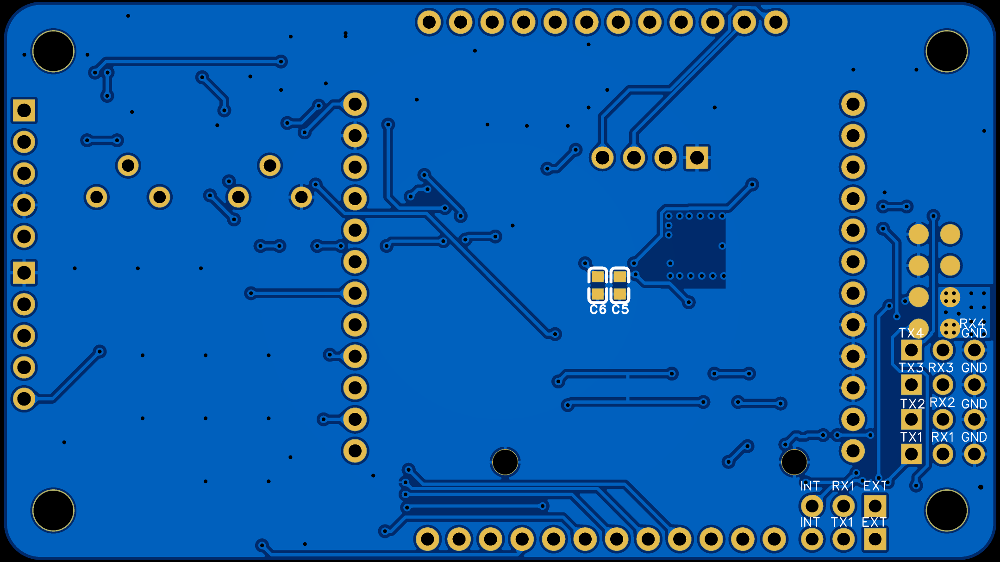 C6 C5
RX4
TX4 GND
TX3 RX3 GND
TX2 RX2 GND
TX1 RX1 GND
INT RX1 EXT
INT TX1 EXT